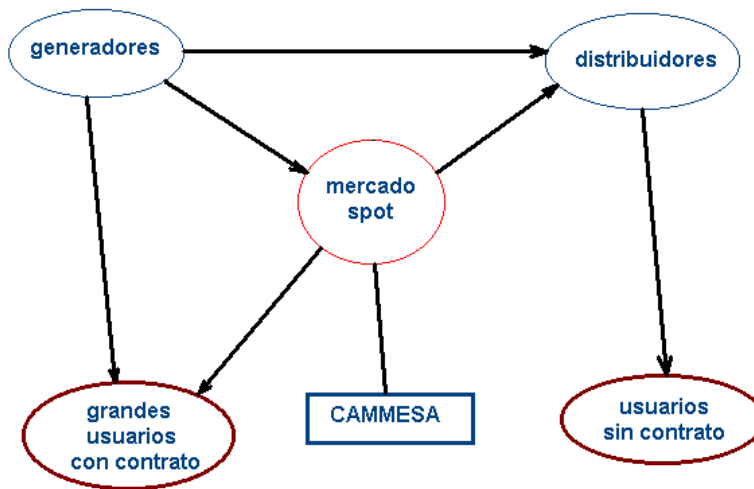 generadores
distribuidores
mercado
spot
grandes
usuarios
con contrato
CAMMESA
usuarios
sin contrato